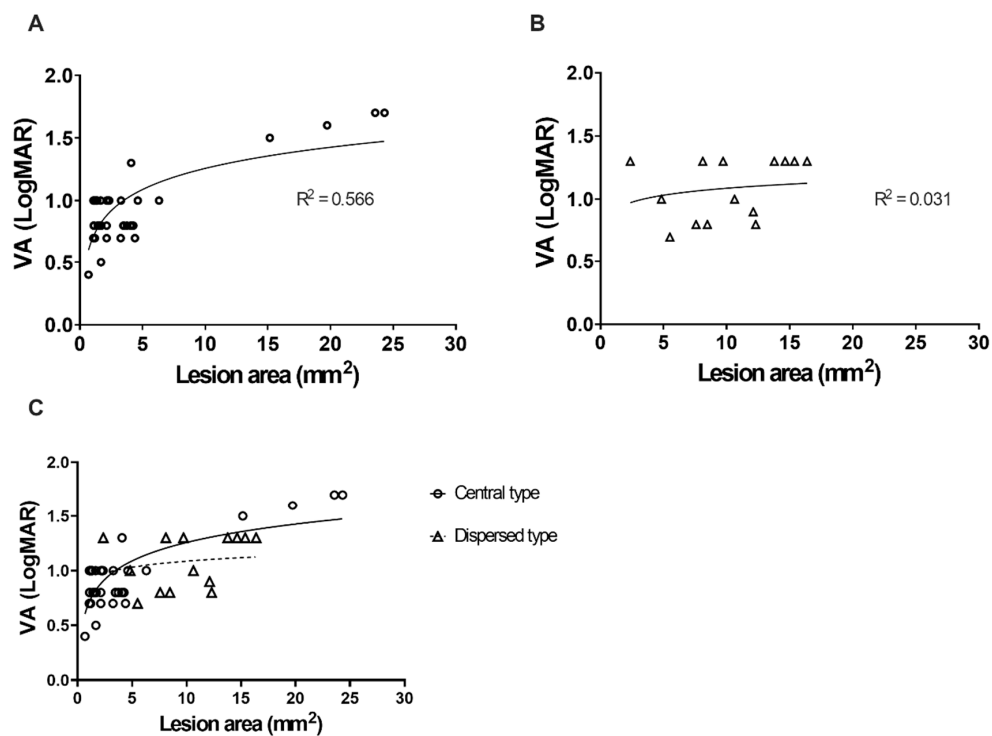 A
VA (LogMAR)
2.0
1.5
1.0
0.5
0.0
R² = 0.566
0 5 10 15 20 25 30
Lesion area (mm²)
B
VA (LogMAR)
2.0
1.5
1.0
0.5
0.0
R² = 0.031
0 5 10 15 20 25 30
Lesion area (mm²)
C
VA (LogMAR)
2.0
1.5
1.0
0.5
0.0
0 5 10 15 20 25 30
Lesion area (mm²)
Central type
Dispersed type